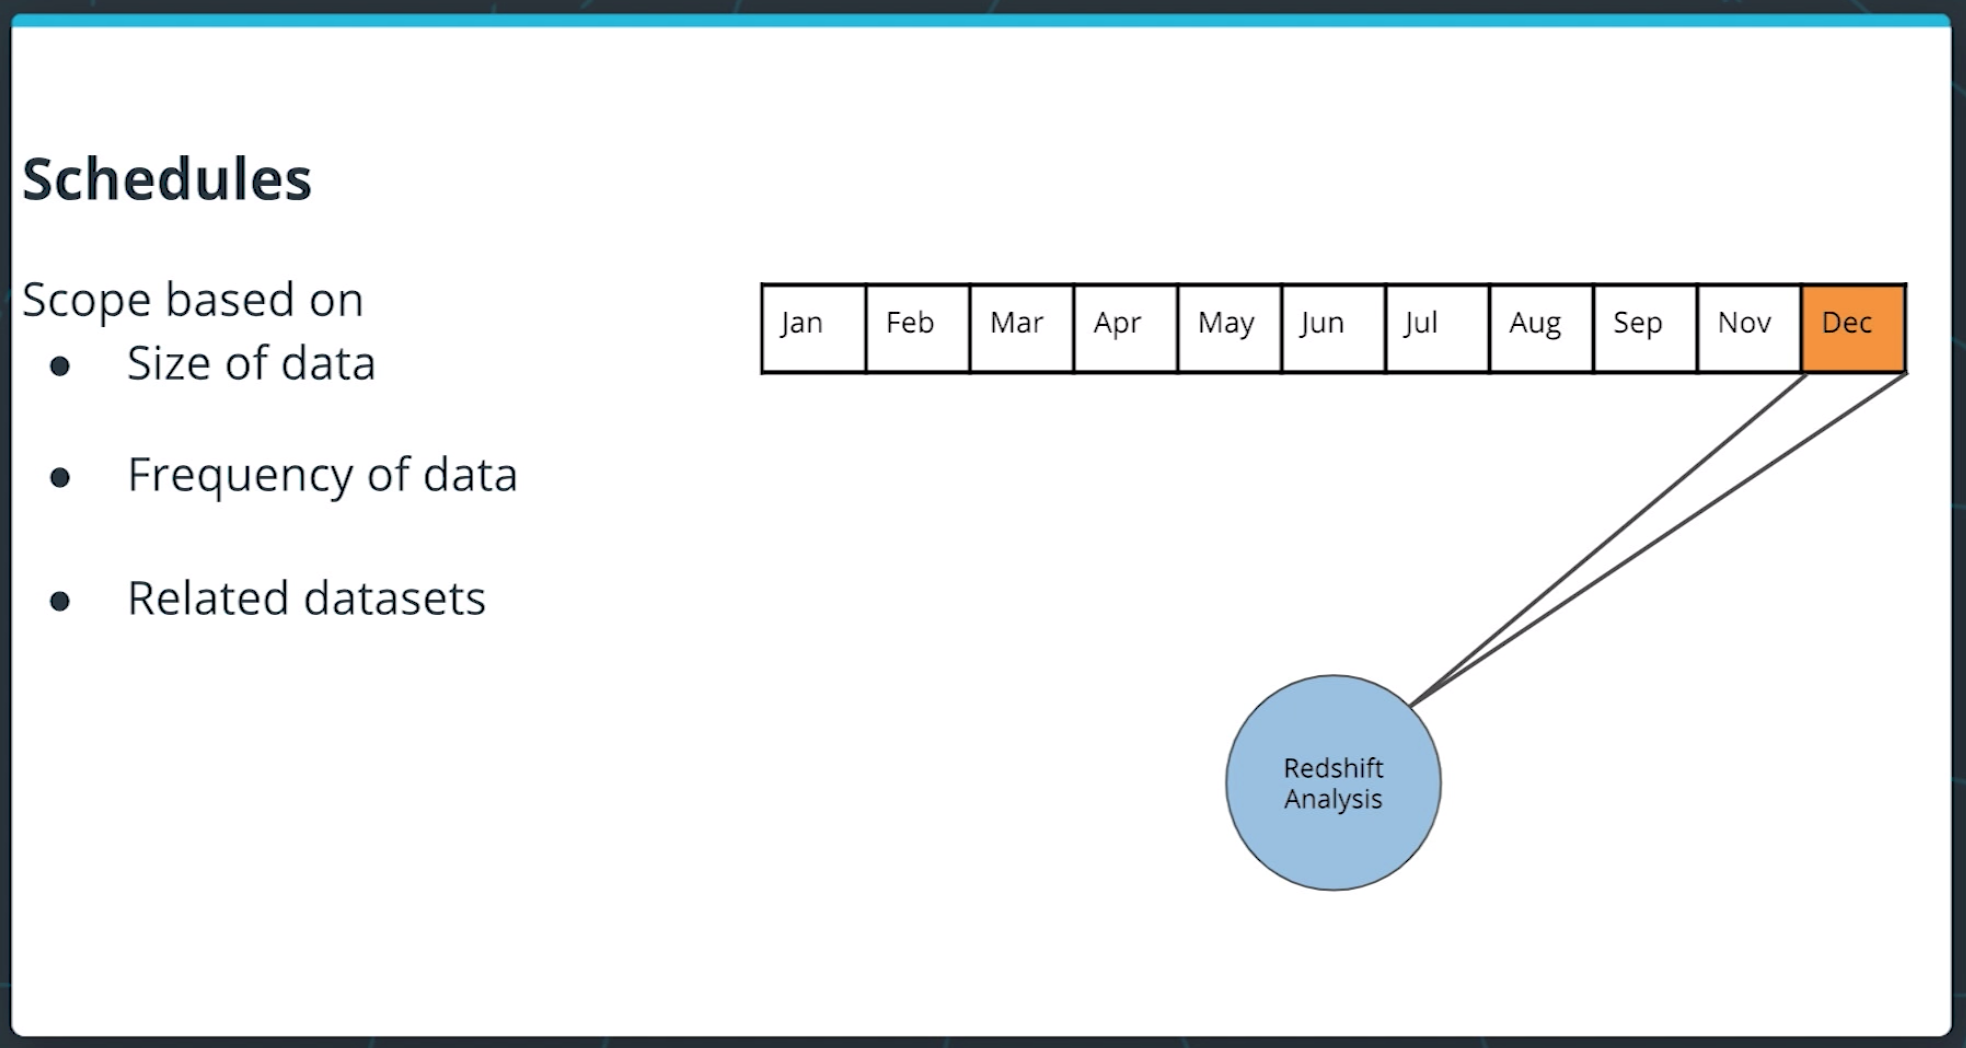 Schedules
Scope based on
● Size of data
● Frequency of data
● Related datasets
Jan Feb Mar Apr May Jun Jul Aug Sep Nov Dec
Redshift
Analysis